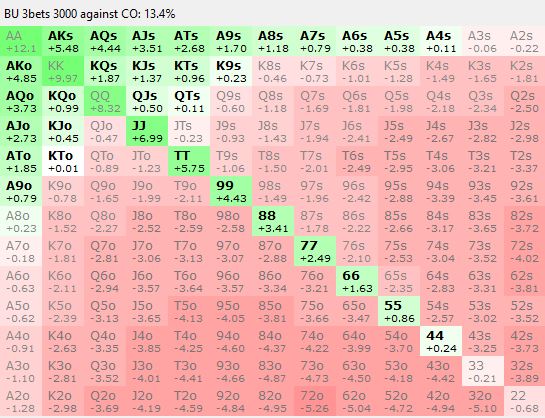 BU 3bets 3000 against CO: 13.4%
AA AKs AQs AJs ATs A9s A8s A7s A6s A5s A4s A3s A2s
+12.1 +5.48 +4.44 +3.51 +2.68 +1.70 +1.18 +0.79 +0.38 +0.38 +0.11 -0.06 -0.22
AKo KK KQs KJs KTs K9s K8s K7s K6s K5s K4s K3s K2s
+4.85 +9.97 +1.87 +1.37 +0.96 +0.23 -0.46 -0.73 -1.01 -1.28 -1.49 -1.65 -1.81
AQo KQo QQ QJs QTs Q9s Q8s Q7s Q6s Q5s Q4s Q3s Q2s
+3.73 +0.99 +8.32 +0.50 +0.11 -0.60 -1.18 -1.69 -1.81 -1.98 -2.18 -2.34 -2.50
AJo KJo QJo JJ JTs J9s J8s J7s J6s J5s J4s J3s J2s
+2.73 +0.45 -0.47 +6.99 -0.23 -0.93 -1.43 -1.94 -2.41 -2.49 -2.67 -2.82 -2.98
ATo KTo QTo JTo TT T9s T8s T7s T6s T5s T4s T3s T2s
+1.85 +0.01 -0.89 -1.23 +5.75 -1.06 -1.50 -2.01 -2.49 -2.95 -3.06 -3.21 -3.37
A9o K9o Q9o J9o T9o 99 98s 97s 96s 95s 94s 93s 92s
+0.79 -0.78 -1.65 -1.99 -2.11 +4.43 -1.49 -1.96 -2.42 -2.88 -3.39 -3.45 -3.61
A8o K8o Q8o J8o T8o 98o 88 87s 86s 85s 84s 83s 82s
+0.23 -1.52 -2.27 -2.52 -2.59 -2.58 +3.41 -1.78 -2.22 -2.66 -3.17 -3.65 -3.72
A7o K7o Q7o J7o T7o 97o 87o 77 76s 75s 74s 73s 72s
-0.18 -1.81 -2.81 -3.06 -3.13 -3.07 -2.88 +2.49 -2.10 -2.53 -3.04 -3.52 -4.02
A6o K6o Q6o J6o T6o 96o 86o 76o 66 65s 64s 63s 62s
-0.63 -2.11 -2.94 -3.57 -3.64 -3.57 -3.34 -3.21 +1.63 -2.35 -2.83 -3.31 -3.81
A5o K5o Q5o J5o T5o 95o 85o 75o 65o 55 54s 53s 52s
-0.62 -2.39 -3.13 -3.65 -4.13 -4.05 -3.81 -3.66 -3.47 +0.86 -2.57 -3.02 -3.52
A4o K4o Q4o J4o T4o 94o 84o 74o 64o 54o 44 43s 42s
-0.91 -2.63 -3.35 -3.85 -4.25 -4.60 -4.37 -4.22 -3.99 -3.70 +0.24 -3.25 -3.73
A3o K3o Q3o J3o T3o 93o 83o 73o 63o 53o 43o 33 32s
-1.10 -2.81 -3.52 -4.01 -4.41 -4.66 -4.87 -4.73 -4.50 -4.18 -4.42 -0.21 -3.89
A2o K2o Q2o J2o T2o 92o 82o 72o 62o 52o 42o 32o 22
-1.28 -2.98 -3.69 -4.19 -4.59 -4.84 -4.95 -5.26 -5.04 -4.72 -4.94 -5.10 -0.68